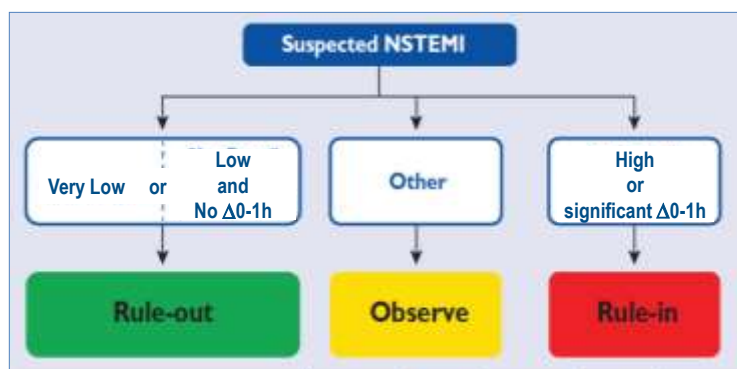 Suspected NSTEMI
Very Low or
Low
and
No Δ0-1h
Other
High
or
significant Δ0-1h
Rule-out
Observe
Rule-in